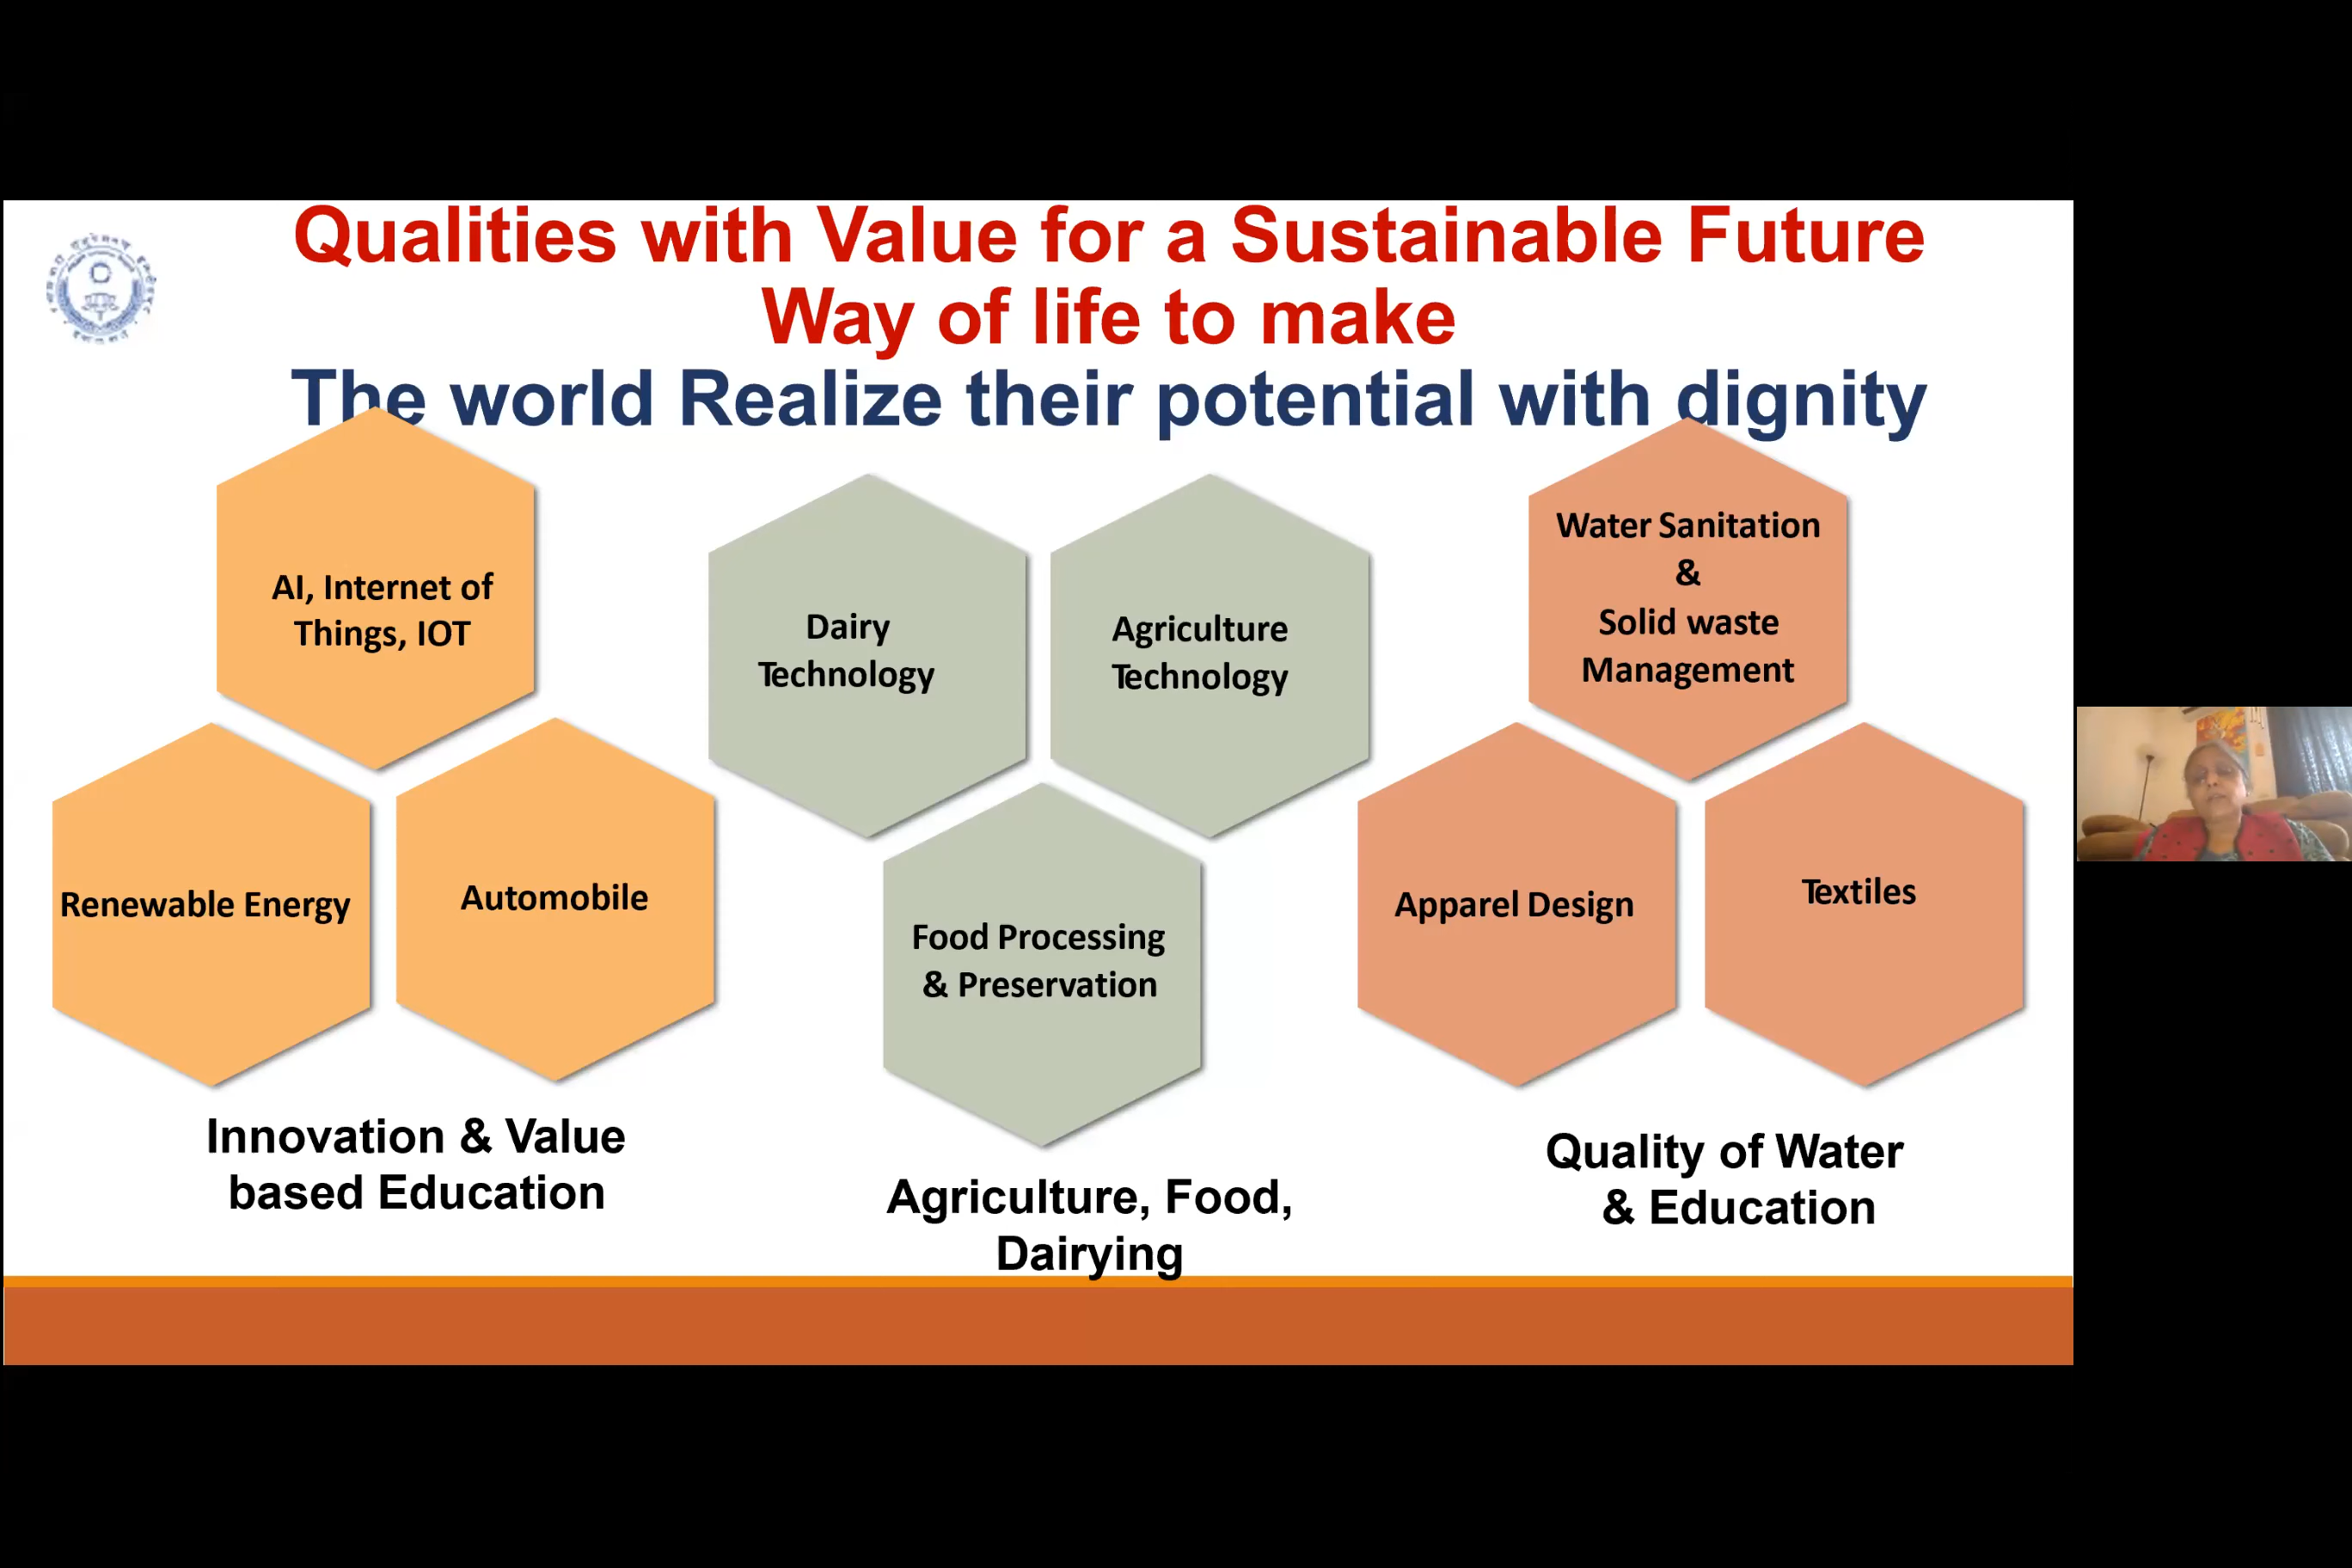 Qualities with Value for a Sustainable Future
Way of life to make
The world Realize their potential with dignity
AI, Internet of
Things, IOT
Renewable Energy
Automobile
Innovation & Value
based Education
Dairy
Technology
Agriculture
Technology
Food Processing
& Preservation
Agriculture, Food,
Dairying
Water Sanitation
&
Solid waste
Management
Apparel Design
Textiles
Quality of Water
& Education